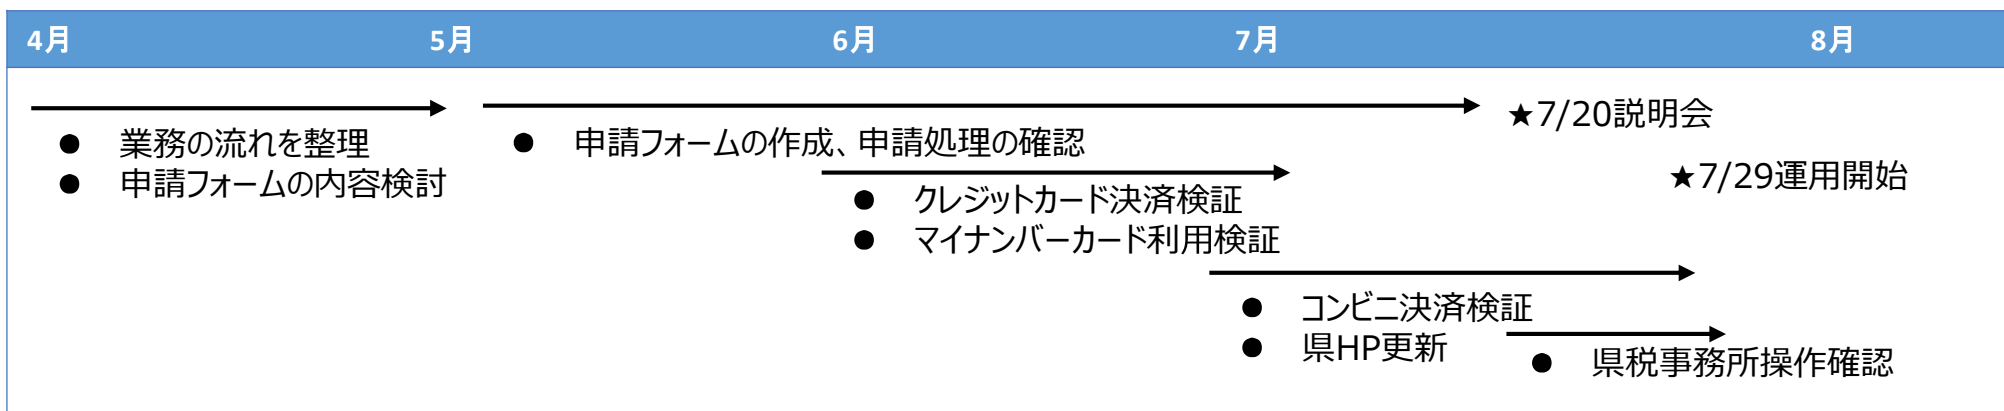 4月 5月 6月 7月 8月
★7/20説明会
● 業務の流れを整理
● 申請フォームの内容検討
● 申請フォームの作成、申請処理の確認
★7/29運用開始
● クレジットカード決済検証
● マイナンバーカード利用検証
● コンビニ決済検証
● 県HP更新
● 県税事務所操作確認